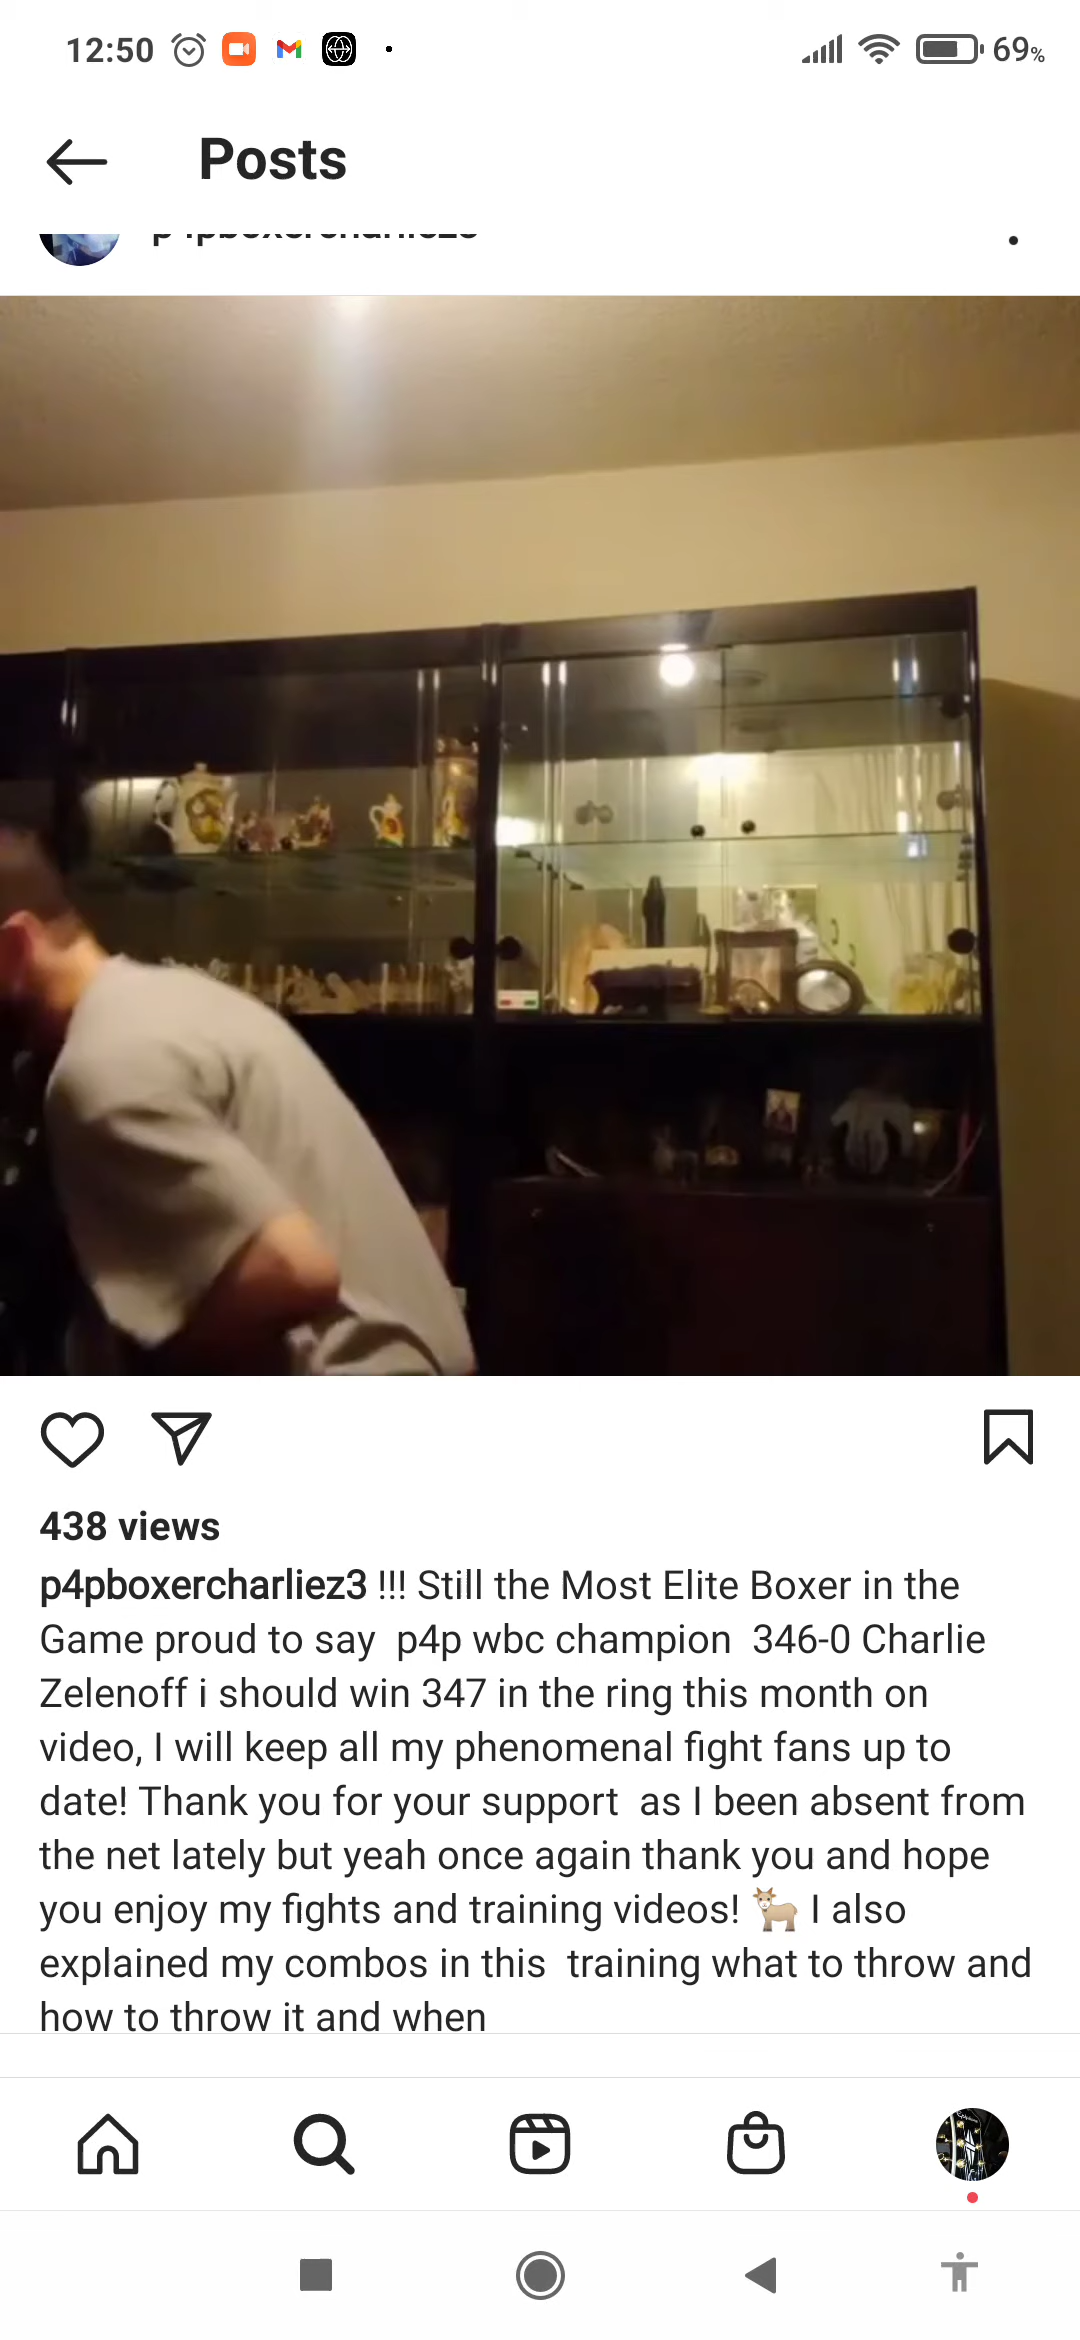 12:50
69%
Posts
438 views
p4pboxercharliez3 !!! Still the Most Elite Boxer in the
Game proud to say  p4p wbc champion  346-0 Charlie
Zelenoff i should win 347 in the ring this month on
video, I will keep all my phenomenal fight fans up to
date! Thank you for your support  as I been absent from
the net lately but yeah once again thank you and hope
you enjoy my fights and training videos! 🐐 I also
explained my combos in this  training what to throw and
how to throw it and when